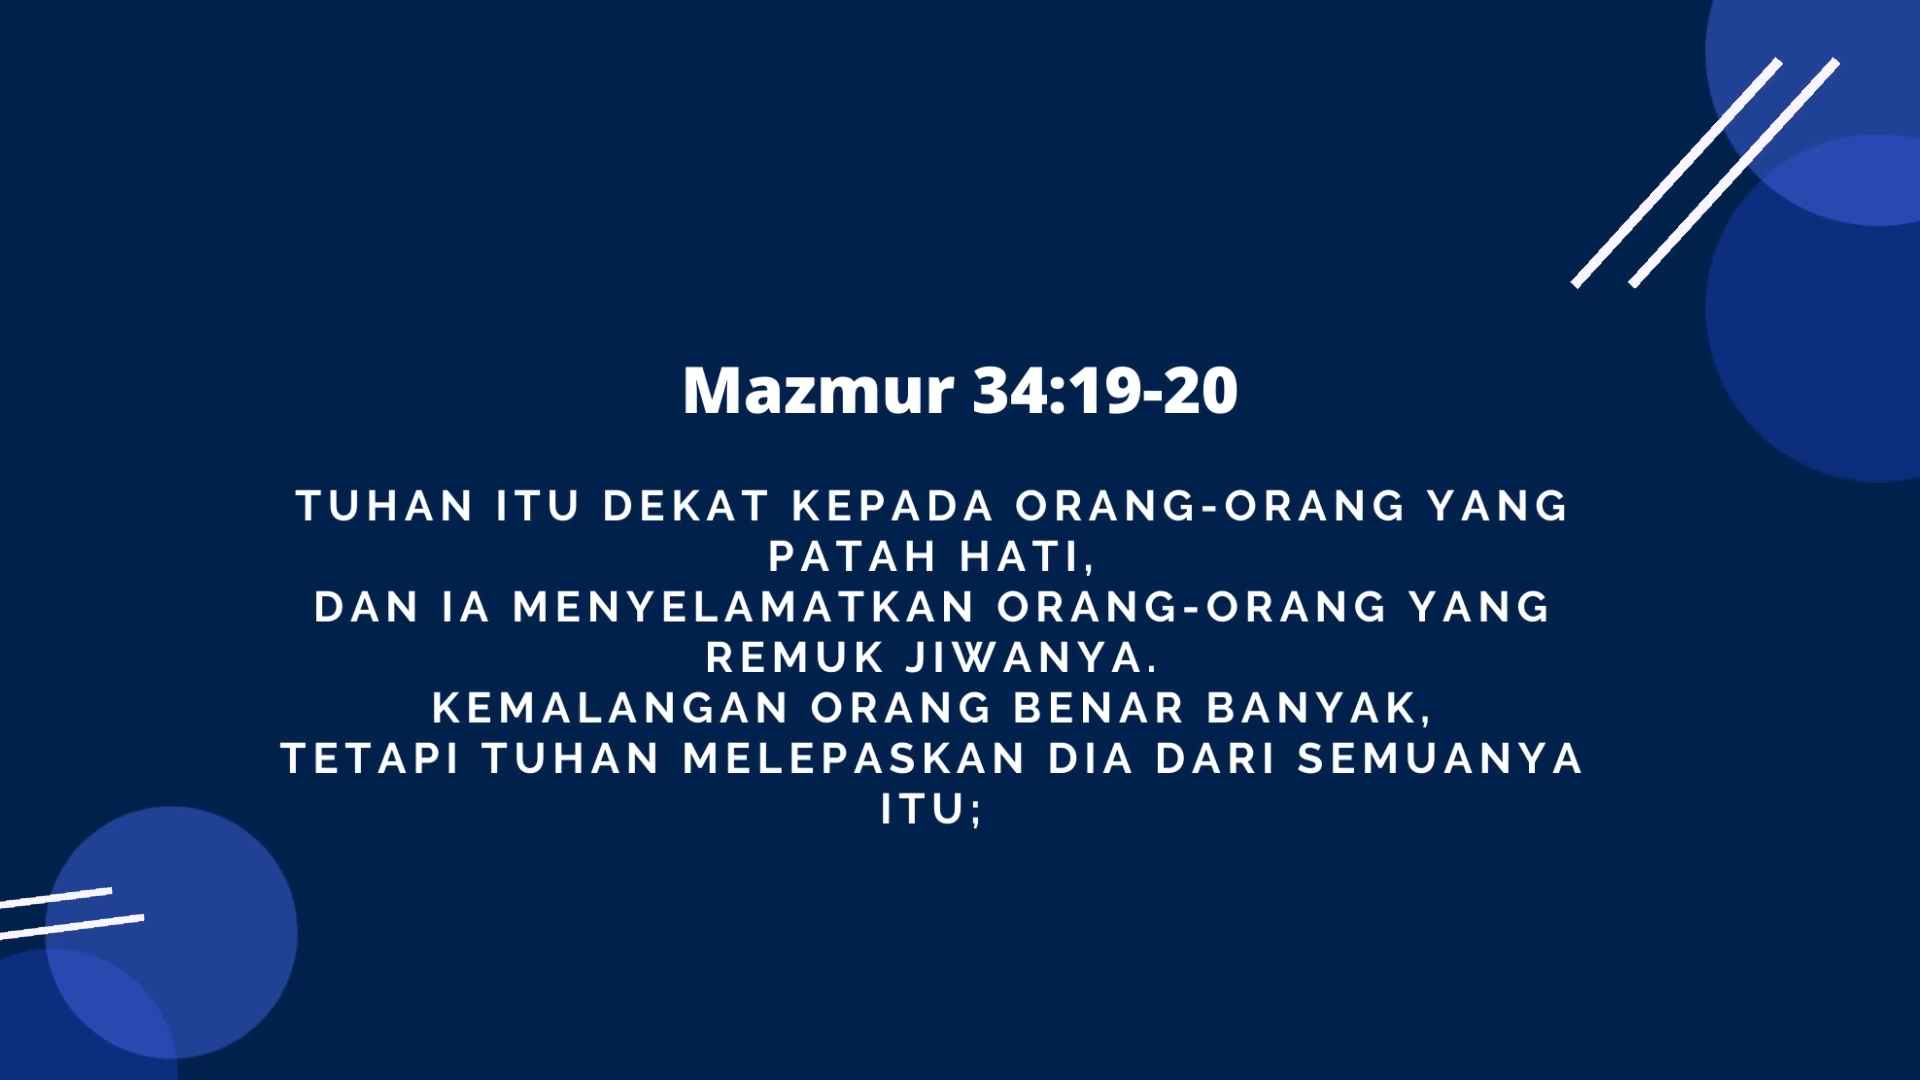 Mazmur 34:19-20
TUHAN ITU DEKAT KEPADA ORANG-ORANG YANG
PATAH HATI,
DAN IA MENYELAMATKAN ORANG-ORANG YANG
REMUK JIWANYA.
KEMALANGAN ORANG BENAR BANYAK,
TETAPI TUHAN MELEPASKAN DIA DARI SEMUANYA
ITU;